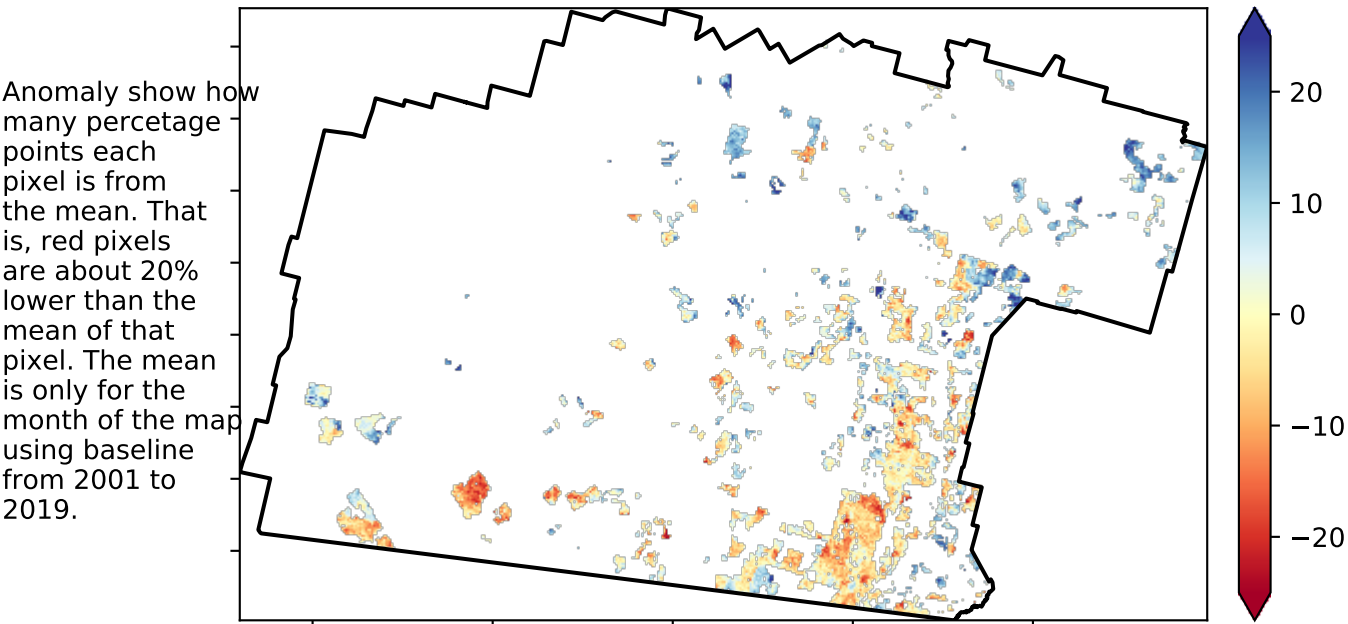 Anomaly show how
many percetage
points each
pixel is from
the mean. That
is, red pixels
are about 20%
lower than the
mean of that
pixel. The mean
is only for the
month of the map
using baseline
from 2001 to
2019.
20
10
0
−10
−20